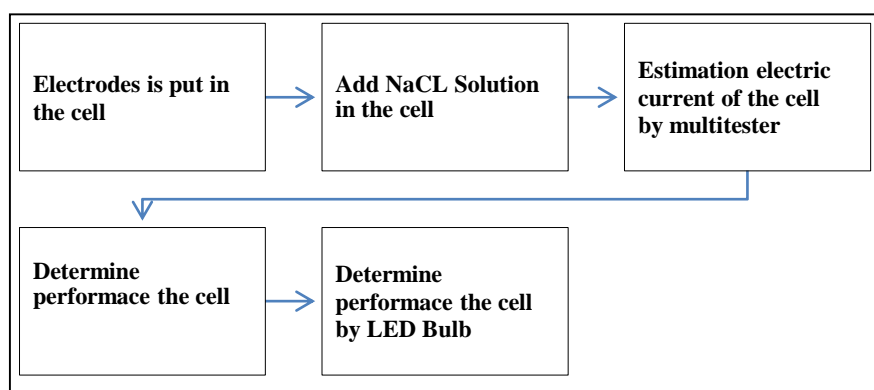 Electrodes is put in
the cell
Add NaCL Solution
in the cell
Estimation electric
current of the cell
by multitester
Determine
performace the cell
Determine
performace the cell
by LED Bulb